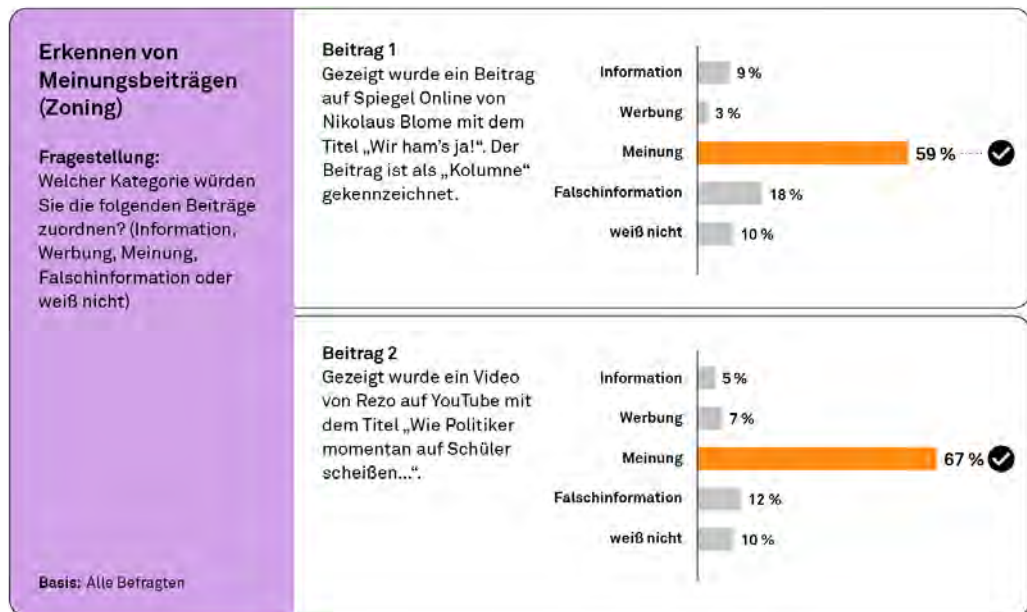 Erkennen von
Meinungsbeiträgen
(Zoning)
Fragestellung:
Welcher Kategorie würden
Sie die folgenden Beiträge
zuordnen? (Information,
Werbung, Meinung,
Falschinformation oder
weiß nicht)
Basis: Alle Befragten
Beitrag 1
Gezeigt wurde ein Beitrag
auf Spiegel Online von
Nikolaus Blome mit dem
Titel „Wir ham’s ja!“. Der
Beitrag ist als „Kolumne“
gekennzeichnet.
Information 9 %
Werbung 3 %
Meinung 59 %
Falschinformation 18 %
weiß nicht 10 %
Beitrag 2
Gezeigt wurde ein Video
von Rezo auf YouTube mit
dem Titel „Wie Politiker
momentan auf Schüler
scheißen...“.
Information 5 %
Werbung 7 %
Meinung 67 %
Falschinformation 12 %
weiß nicht 10 %